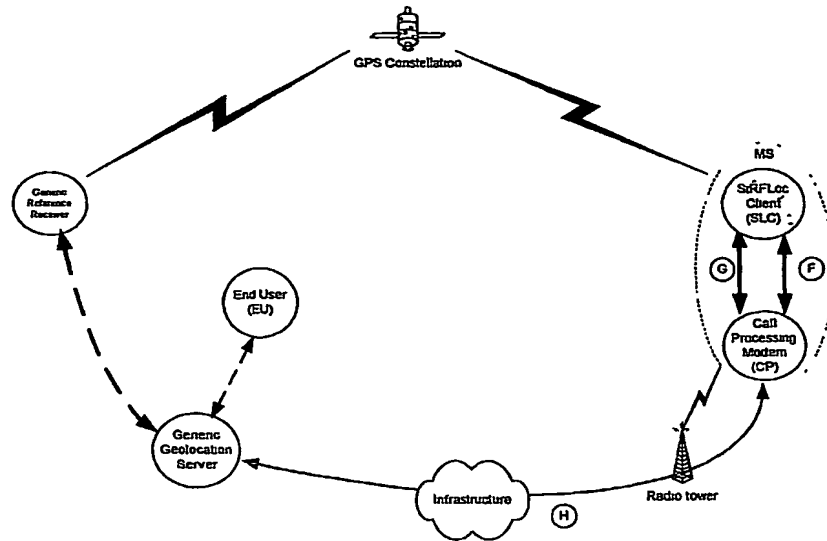 GPS Constellation
MS
SiRFLoc
Client
(SLC)
Generic
Reference
Receiver
G
F
End User
(EU)
Call
Processing
Modem
(CP)
Generic
Geolocation
Server
Infrastructure
H
Radio tower